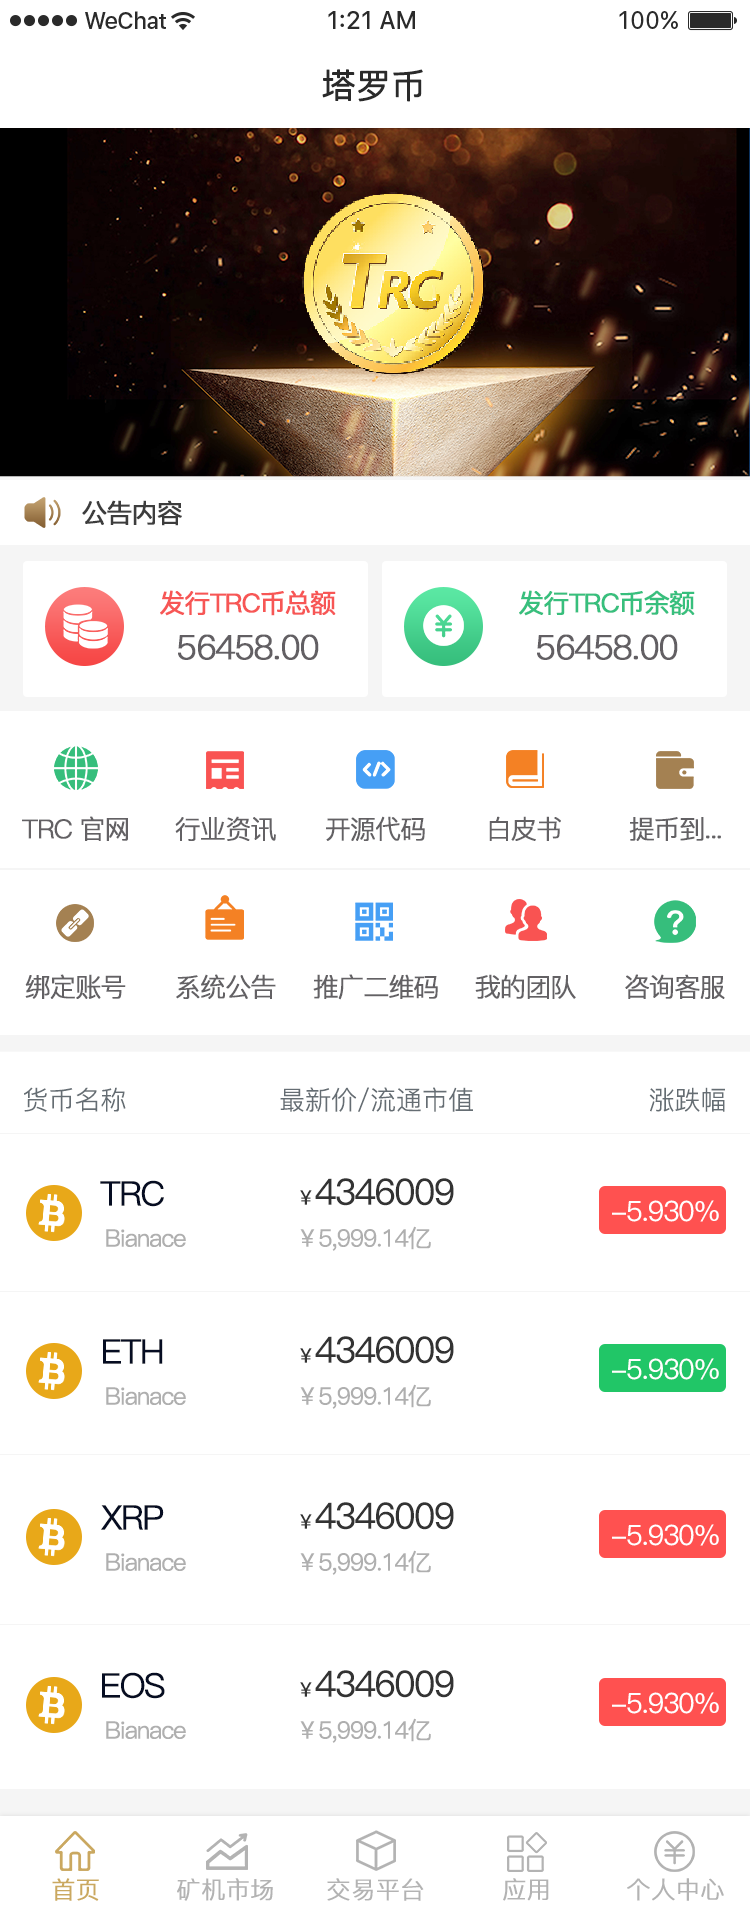 WeChat 1:21 AM 100%
塔罗币
TRC
公告内容
发行TRC币总额 发行TRC币余额
56458.00 56458.00
TRC 官网 行业资讯 开源代码 白皮书 提币到...
绑定账号 系统公告 推广二维码 我的团队 咨询客服
货币名称 最新价/流通市值 涨跌幅
TRC ¥4346009 -5.930%
Bianace ¥5,999.14亿
ETH ¥4346009 -5.930%
Bianace ¥5,999.14亿
XRP ¥4346009 -5.930%
Bianace ¥5,999.14亿
EOS ¥4346009 -5.930%
Bianace ¥5,999.14亿
首页 矿机市场 交易平台 应用 个人中心